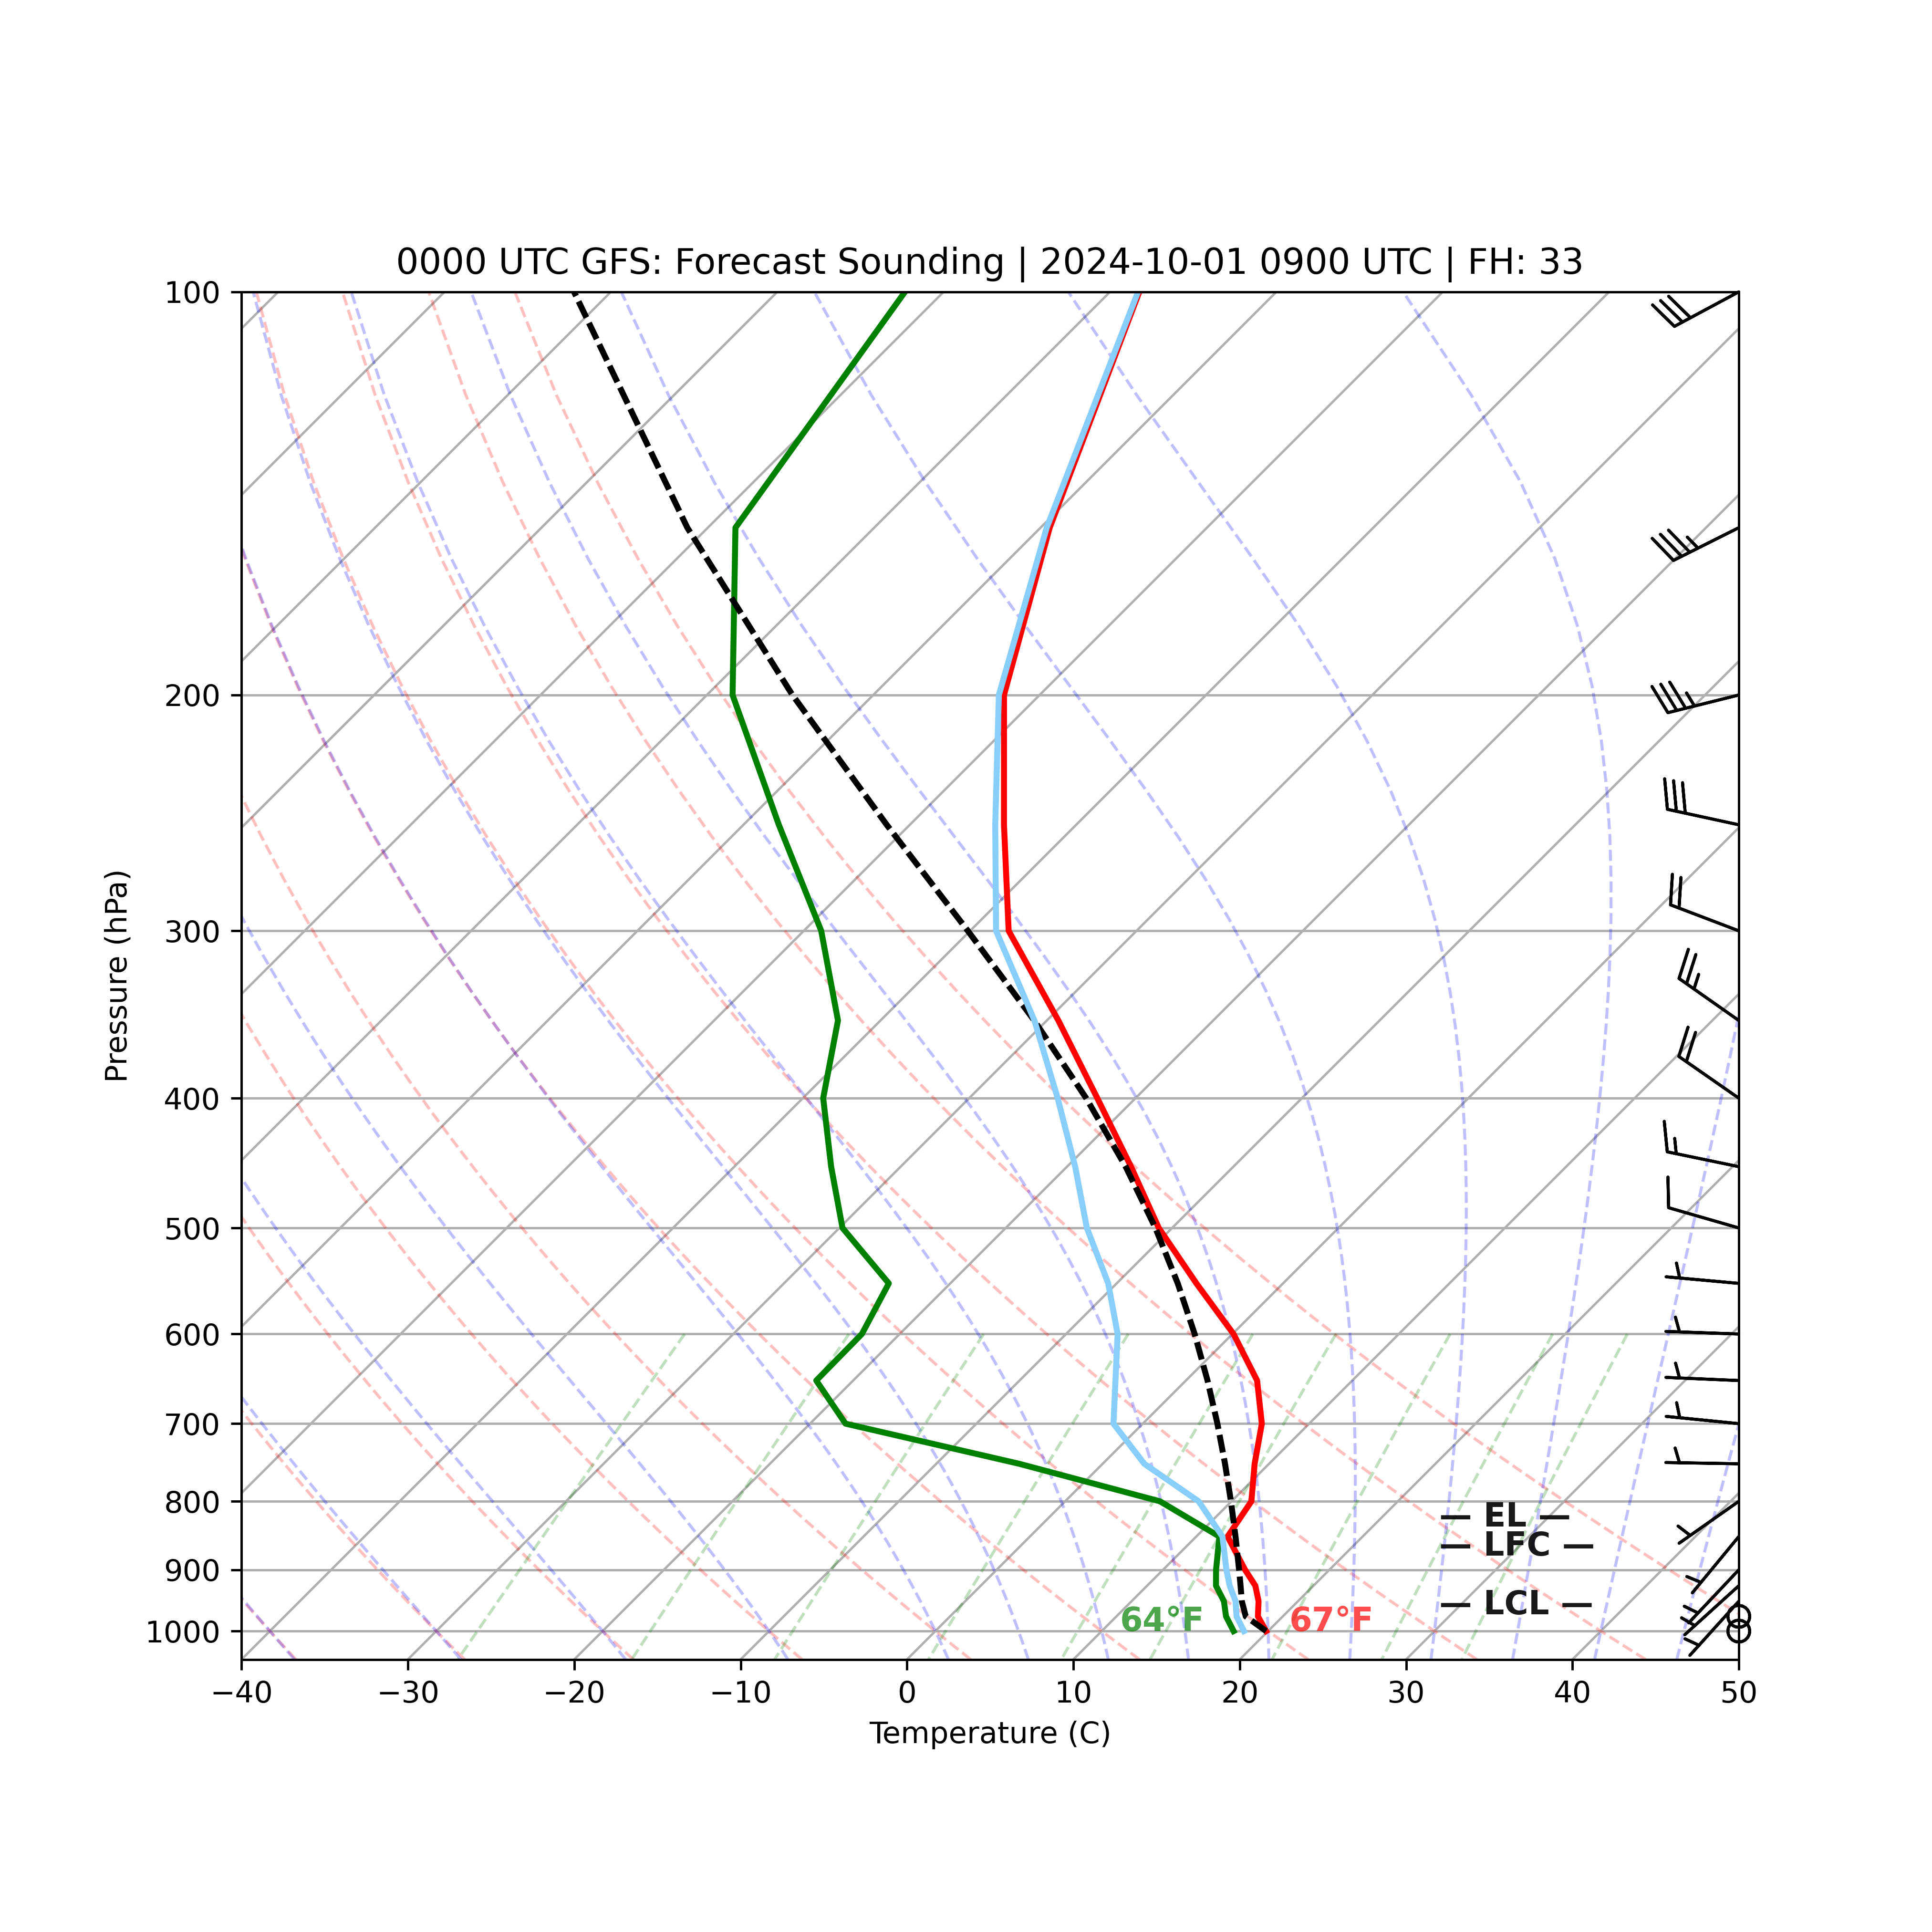 0000 UTC GFS: Forecast Sounding | 2024-10-01 0900 UTC | FH: 33
100
200
300
400
500
600
700
800
900
1000
Pressure (hPa)
— EL —
— LFC —
— LCL —
64°F
67°F
−40 −30 −20 −10 0 10 20 30 40 50
Temperature (C)